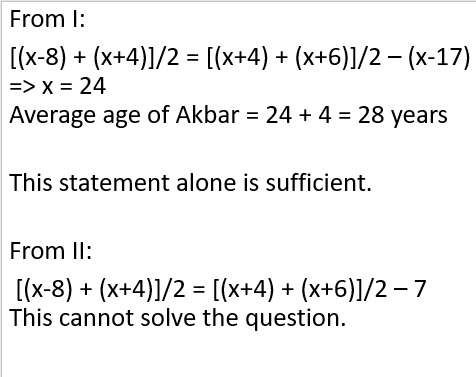 From I:
[(x-8) + (x+4)]/2 = [(x+4) + (x+6)]/2 – (x-17)
=> x = 24
Average age of Akbar = 24 + 4 = 28 years
This statement alone is sufficient.
From II:
[(x-8) + (x+4)]/2 = [(x+4) + (x+6)]/2 – 7
This cannot solve the question.